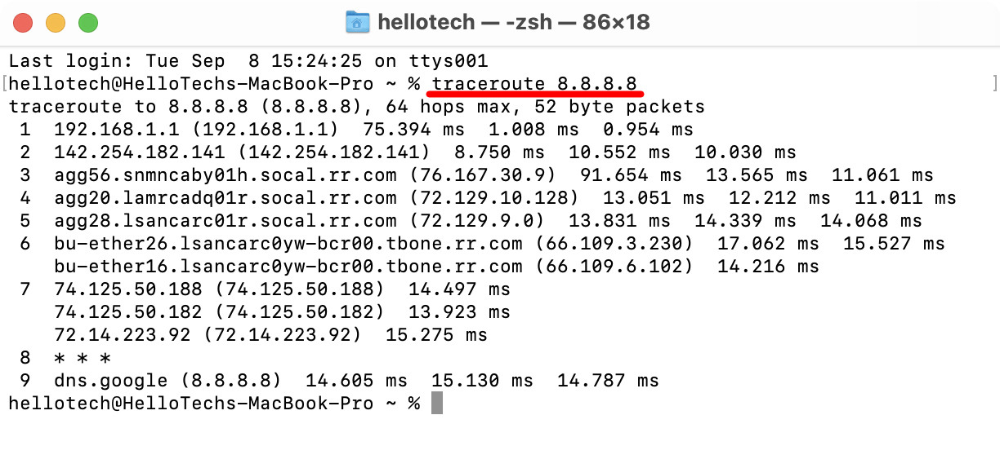 hellotech — -zsh — 86×18
Last login: Tue Sep  8 15:24:25 on ttys001
[hellotech@HelloTechs-MacBook-Pro ~ % traceroute 8.8.8.8 ]
traceroute to 8.8.8.8 (8.8.8.8), 64 hops max, 52 byte packets
 1  192.168.1.1 (192.168.1.1)  75.394 ms  1.008 ms  0.954 ms
 2  142.254.182.141 (142.254.182.141)  8.750 ms  10.552 ms  10.030 ms
 3  agg56.snmncaby01h.socal.rr.com (76.167.30.9)  91.654 ms  13.565 ms  11.061 ms
 4  agg20.lamrcadq01r.socal.rr.com (72.129.10.128)  13.051 ms  12.212 ms  11.011 ms
 5  agg28.lsancarc01r.socal.rr.com (72.129.9.0)  13.831 ms  14.339 ms  14.068 ms
 6  bu-ether26.lsancarc0yw-bcr00.tbone.rr.com (66.109.3.230)  17.062 ms  15.527 ms
    bu-ether16.lsancarc0yw-bcr00.tbone.rr.com (66.109.6.102)  14.216 ms
 7  74.125.50.188 (74.125.50.188)  14.497 ms
    74.125.50.182 (74.125.50.182)  13.923 ms
    72.14.223.92 (72.14.223.92)  15.275 ms
 8  * * *
 9  dns.google (8.8.8.8)  14.605 ms  15.130 ms  14.787 ms
hellotech@HelloTechs-MacBook-Pro ~ %